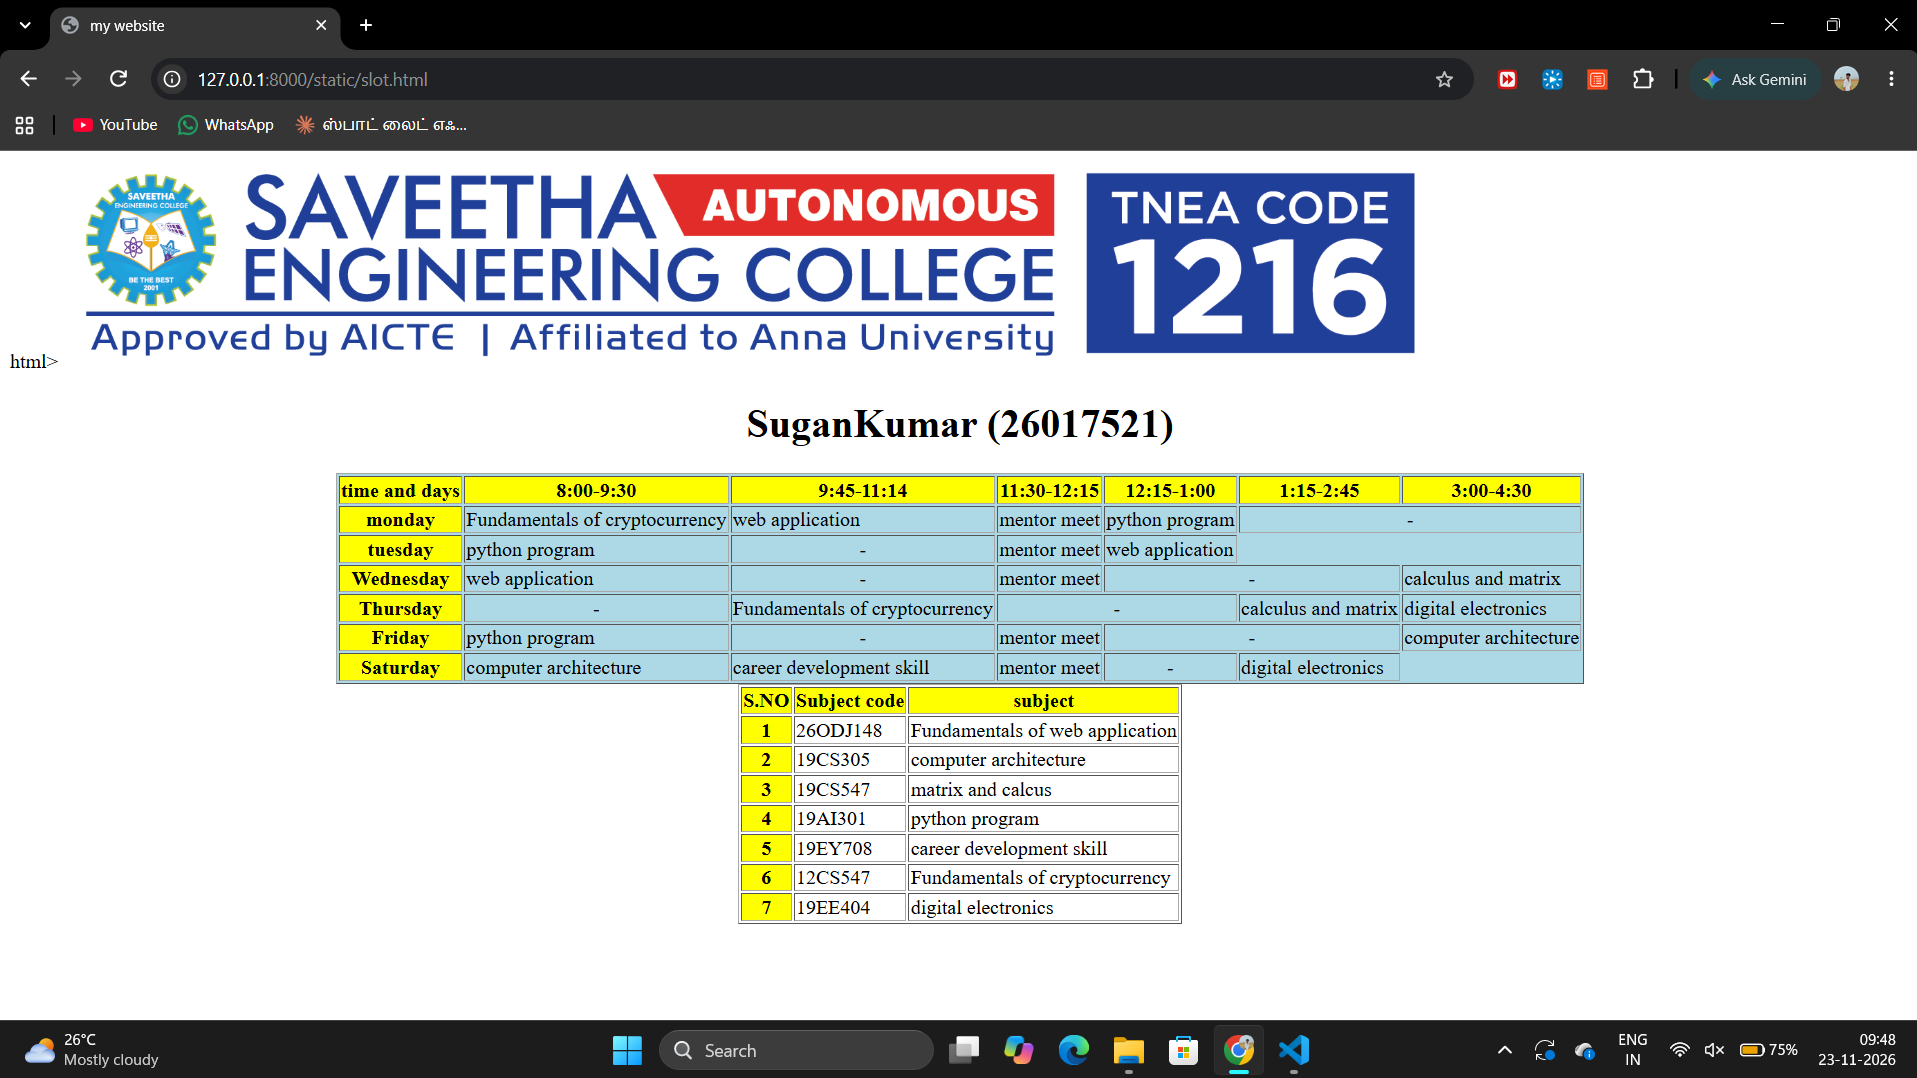 my website
127.0.0.1:8000/static/slot.html
Ask Gemini
YouTube
WhatsApp
ஸ்பாட் லைட் எஃ...
SAVEETHA
ENGINEERING COLLEGE
BE THE BEST
2001
SAVEETHA AUTONOMOUS
ENGINEERING COLLEGE
Approved by AICTE | Affiliated to Anna University
TNEA CODE
1216
html>
SuganKumar (26017521)
time and days 8:00-9:30 9:45-11:14 11:30-12:15 12:15-1:00 1:15-2:45 3:00-4:30
monday Fundamentals of cryptocurrency web application mentor meet python program -
tuesday python program - mentor meet web application
Wednesday web application - mentor meet - calculus and matrix
Thursday - Fundamentals of cryptocurrency - calculus and matrix digital electronics
Friday python program - mentor meet - computer architecture
Saturday computer architecture career development skill mentor meet - digital electronics
S.NO Subject code subject
1 26ODJ148 Fundamentals of web application
2 19CS305 computer architecture
3 19CS547 matrix and calcus
4 19AI301 python program
5 19EY708 career development skill
6 12CS547 Fundamentals of cryptocurrency
7 19EE404 digital electronics
26°C
Mostly cloudy
Search
ENG
IN
75%
09:48
23-11-2026